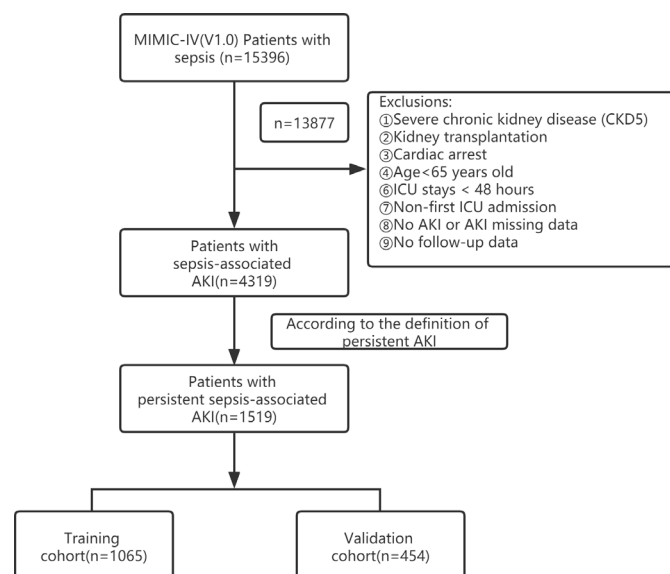 MIMIC-IV(V1.0) Patients with
sepsis (n=15396)
n=13877
Exclusions:
①Severe chronic kidney disease (CKD5)
②Kidney transplantation
③Cardiac arrest
④Age<65 years old
⑥ICU stays < 48 hours
⑦Non-first ICU admission
⑧No AKI or AKI missing data
⑨No follow-up data
Patients with
sepsis-associated
AKI(n=4319)
According to the definition of
persistent AKI
Patients with
persistent sepsis-associated
AKI(n=1519)
Training
cohort(n=1065)
Validation
cohort(n=454)